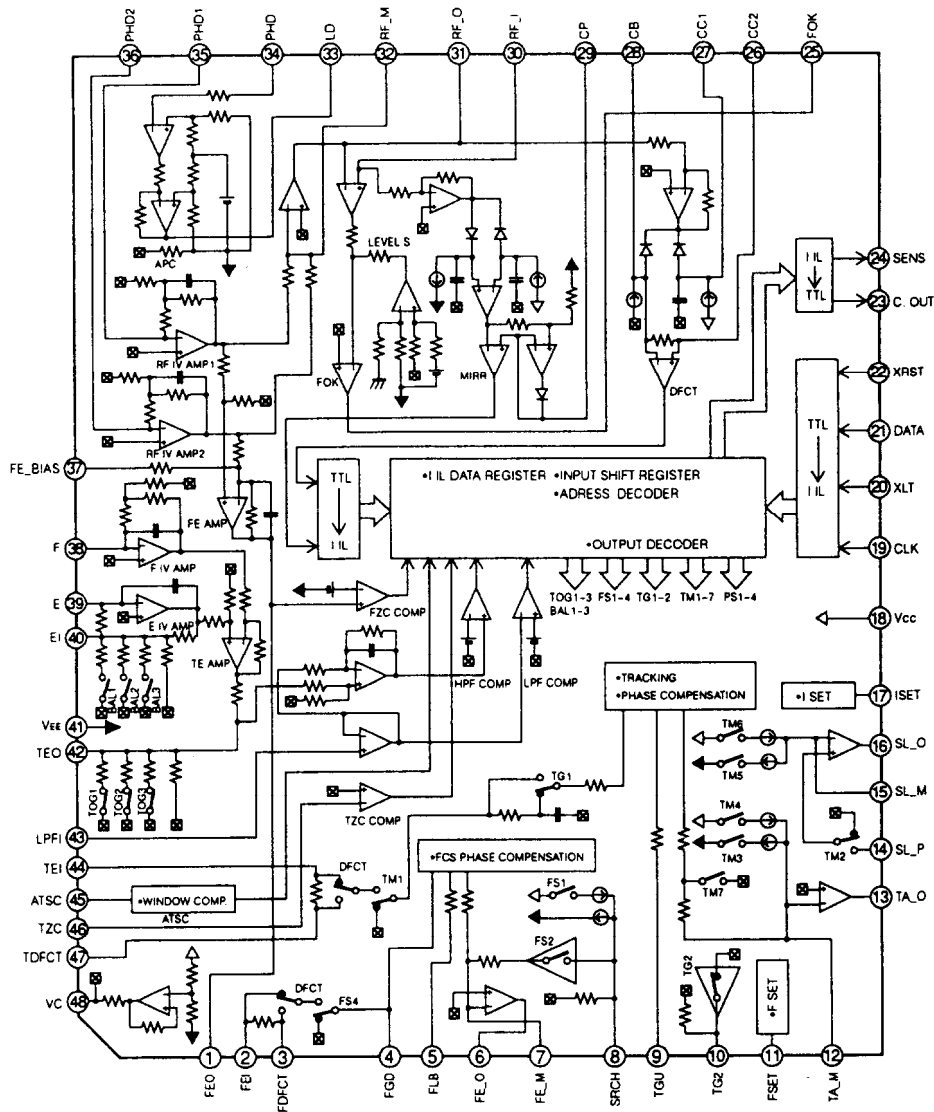 PHD2
PHD1
PHD
LD
RF_M
RF_O
RF_I
CP
CB
CC1
CC2
FOK
36
35
34
33
32
31
30
29
28
27
26
25
APC
LEVEL S
RF IV AMP1
FOK
MIRR
DFCT
IIL
TTL
24
SENS
23
C. OUT
RF IV AMP2
22
XRST
FE_BIAS
37
TTL
IIL
•IIL DATA REGISTER •INPUT SHIFT REGISTER
•ADRESS DECODER
•OUTPUT DECODER
TTL
IIL
21
DATA
20
XLT
19
CLK
FE AMP
F
38
F IV AMP
TOG1-3
BAL1-3
FS1-4
TG1-2
TM1-7
PS1-4
E
39
E IV AMP
FZC COMP
18
Vcc
EI
40
TE AMP
HPF COMP
LPF COMP
BAL1
BAL2
BAL3
•TRACKING
•PHASE COMPENSATION
•I SET
17
ISET
VEE
41
TEO
42
TM6
16
SL_O
TM5
15
SL_M
TOG1
TOG2
TOG3
TG1
TZC COMP
TM4
LPFI
43
TM3
TM2
14
SL_P
TEI
44
•FCS PHASE COMPENSATION
DFCT
TM1
TM7
ATSC
45
•WINDOW COMP.
ATSC
FS1
13
TA_O
TZC
46
FS2
TDFCT
47
TG2
TG2
•F SET
VC
48
DFCT
FS4
1
2
3
4
5
6
7
8
9
10
11
12
FEO
FEI
FDFCT
FGD
FLB
FE_O
FE_M
SRCH
TGU
TG2
FSET
TA_M